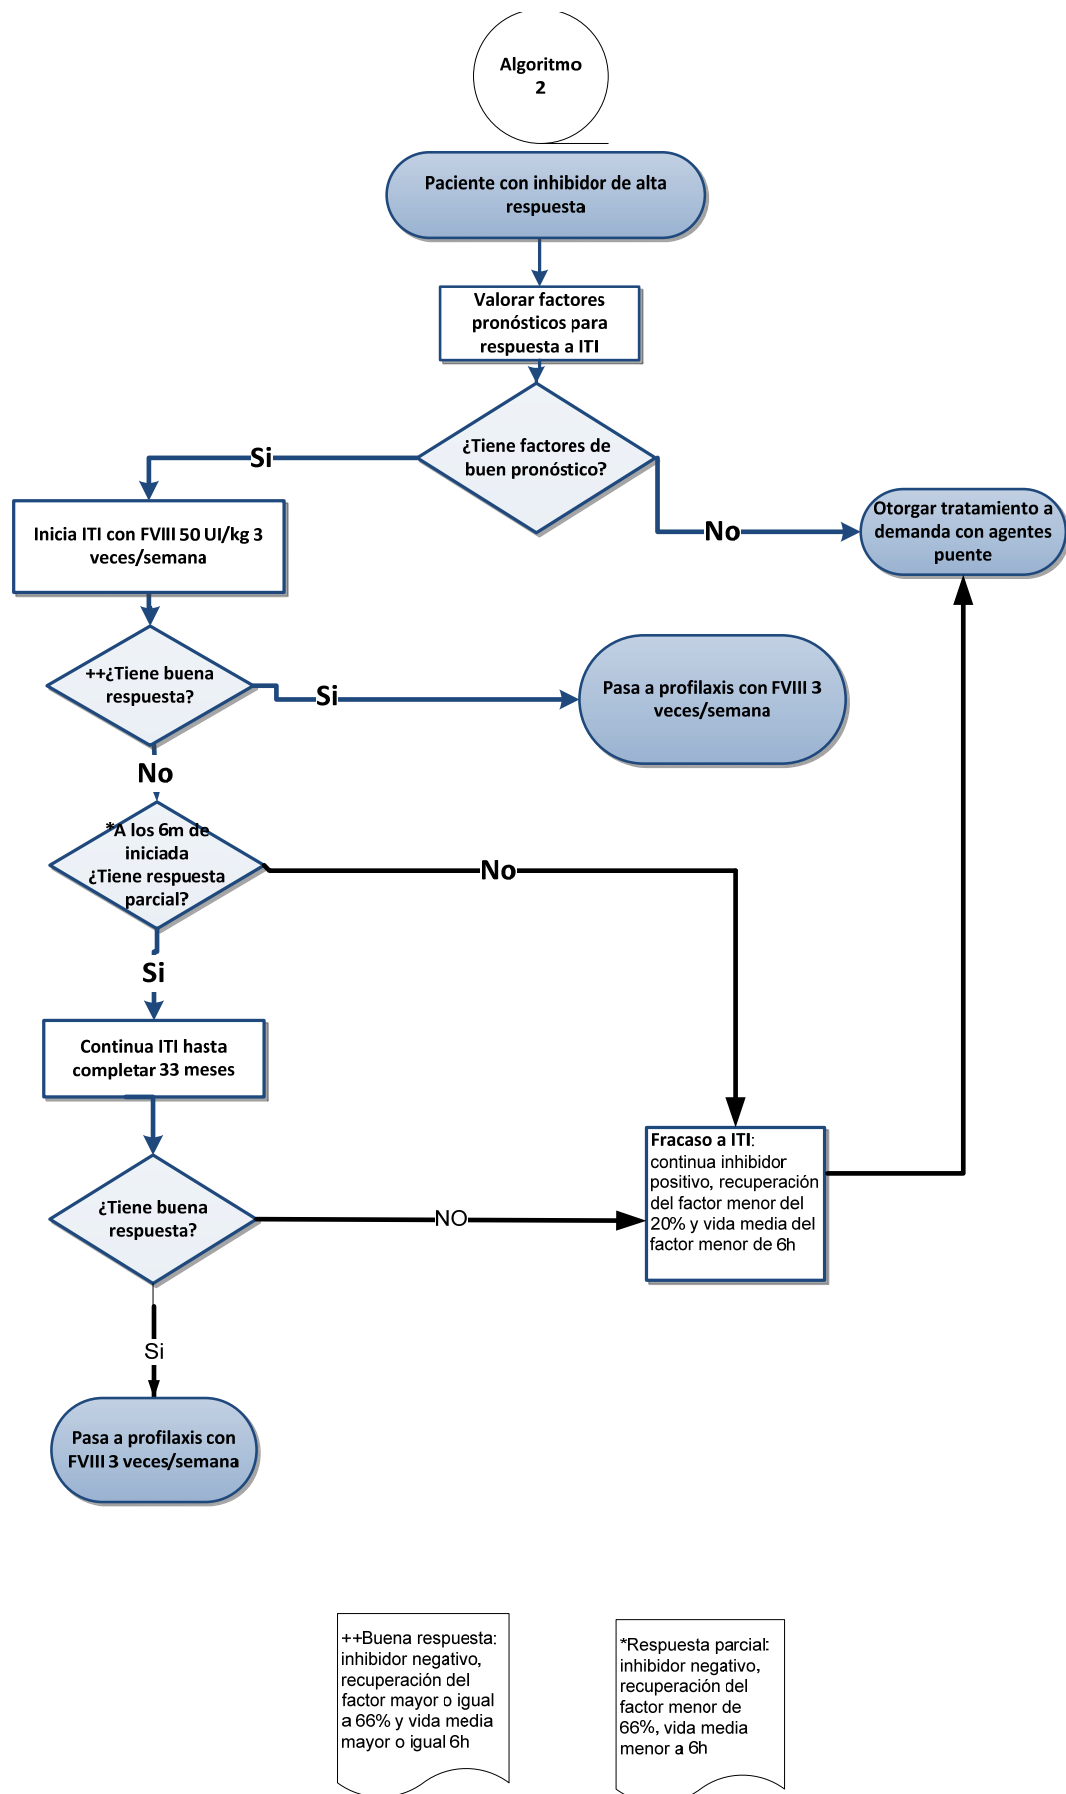 Algoritmo
2
Paciente con inhibidor de alta
respuesta
Valorar factores
pronósticos para
respuesta a ITI
¿Tiene factores de
buen pronóstico?
Si
No
Inicia ITI con FVIII 50 UI/kg 3
veces/semana
Otorgar tratamiento a
demanda con agentes
puente
++¿Tiene buena
respuesta?
Si
Pasa a profilaxis con FVIII 3
veces/semana
No
*A los 6m de
iniciada
¿Tiene respuesta
parcial?
No
Si
Continua ITI hasta
completar 33 meses
Fracaso a ITI:
continua inhibidor
positivo, recuperación
del factor menor del
20% y vida media del
factor menor de 6h
¿Tiene buena
respuesta?
NO
Si
Pasa a profilaxis con
FVIII 3 veces/semana
++Buena respuesta:
inhibidor negativo,
recuperación del
factor mayor o igual
a 66% y vida media
mayor o igual 6h
*Respuesta parcial:
inhibidor negativo,
recuperación del
factor menor de
66%, vida media
menor a 6h